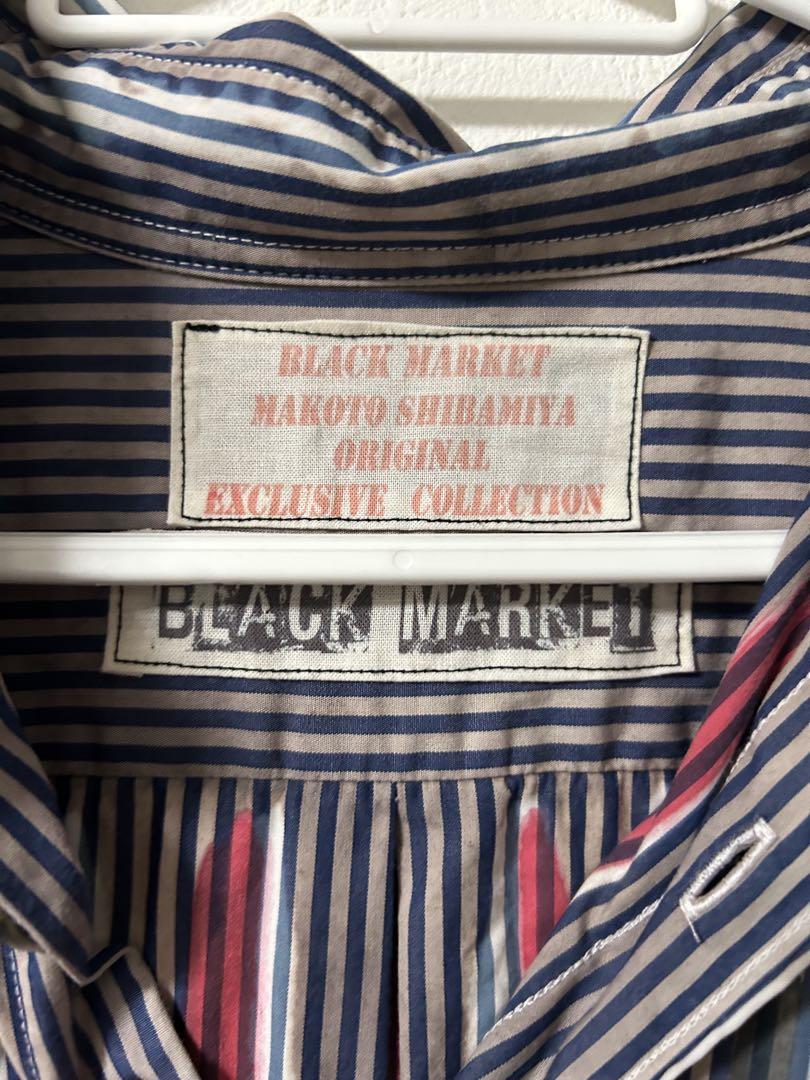 BLACK MARKET
MAKOTO SHIBAMIYA
ORIGINAL
EXCLUSIVE COLLECTION
BLACK MARKET